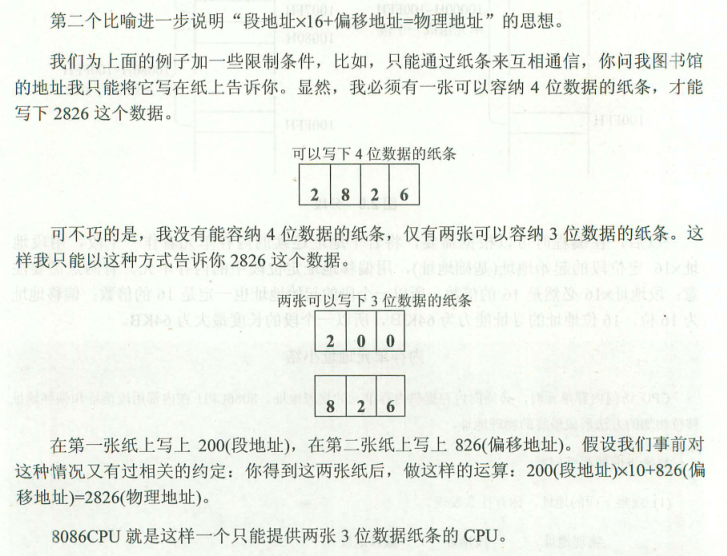 第二个比喻进一步说明“段地址×16+偏移地址=物理地址”的思想。
我们为上面的例子加一些限制条件，比如，只能通过纸条来互相通信，你问我图书馆
的地址我只能将它写在纸上告诉你。显然，我必须有一张可以容纳 4 位数据的纸条，才能
写下 2826 这个数据。
可以写下 4 位数据的纸条
2 8 2 6
可不巧的是，我没有能容纳 4 位数据的纸条，仅有两张可以容纳 3 位数据的纸条。这
样我只能以这种方式告诉你 2826 这个数据。
两张可以写下 3 位数据的纸条
2 0 0
8 2 6
在第一张纸上写上 200(段地址)，在第二张纸上写上 826(偏移地址)。假设我们事前对
这种情况又有过相关的约定：你得到这两张纸后，做这样的运算：200(段地址)×10+826(偏
移地址)=2826(物理地址)。
8086CPU 就是这样一个只能提供两张 3 位数据纸条的 CPU。